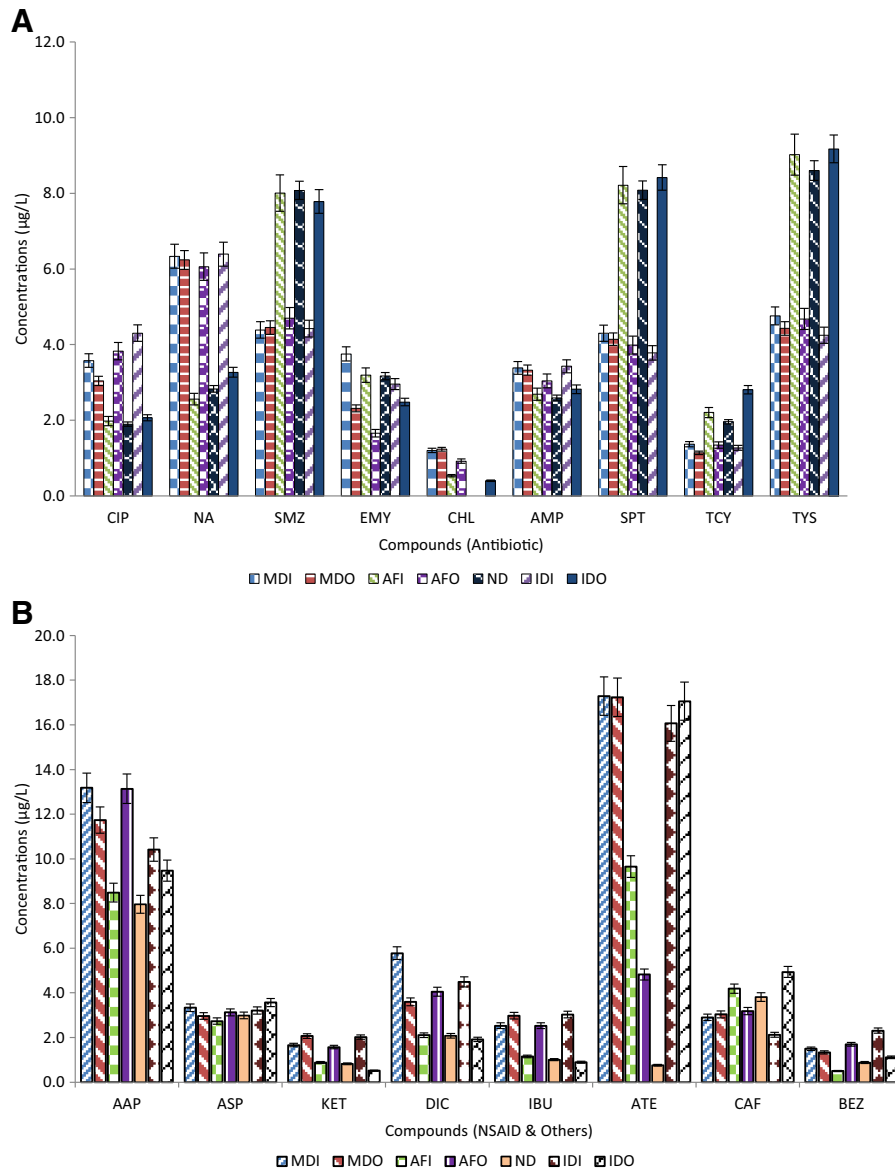 A
12.0
10.0
8.0
6.0
4.0
2.0
0.0
Concentrations (µg/L)
CIP NA SMZ EMY CHL AMP SPT TCY TYS
Compounds (Antibiotic)
MDI MDO AFI AFO ND IDI IDO
B
20.0
18.0
16.0
14.0
12.0
10.0
8.0
6.0
4.0
2.0
0.0
Concentrations (µg/L)
AAP ASP KET DIC IBU ATE CAF BEZ
Compounds (NSAID & Others)
MDI MDO AFI AFO ND IDI IDO